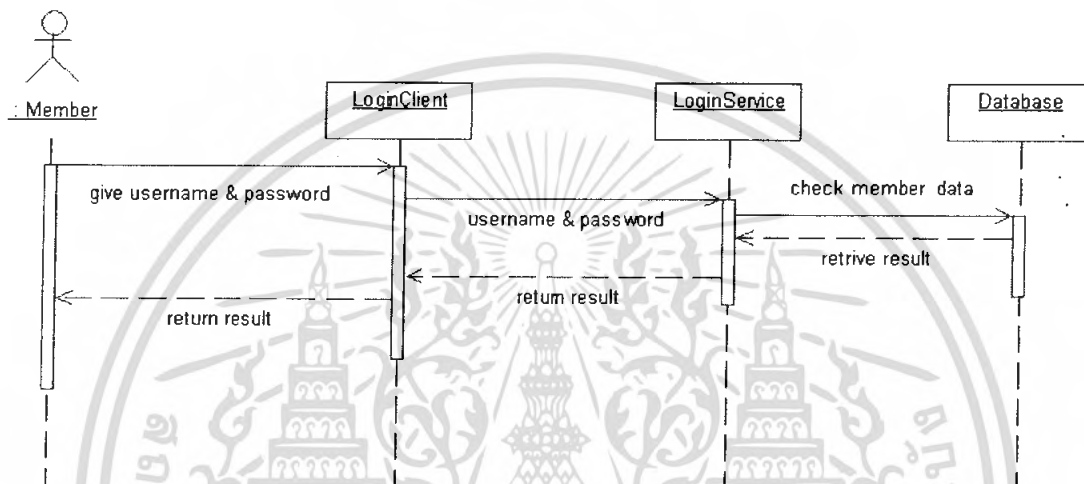 : Member
LoginClient
LoginService
Database
give username & password
username & password
check member data
retrive result
return result
return result